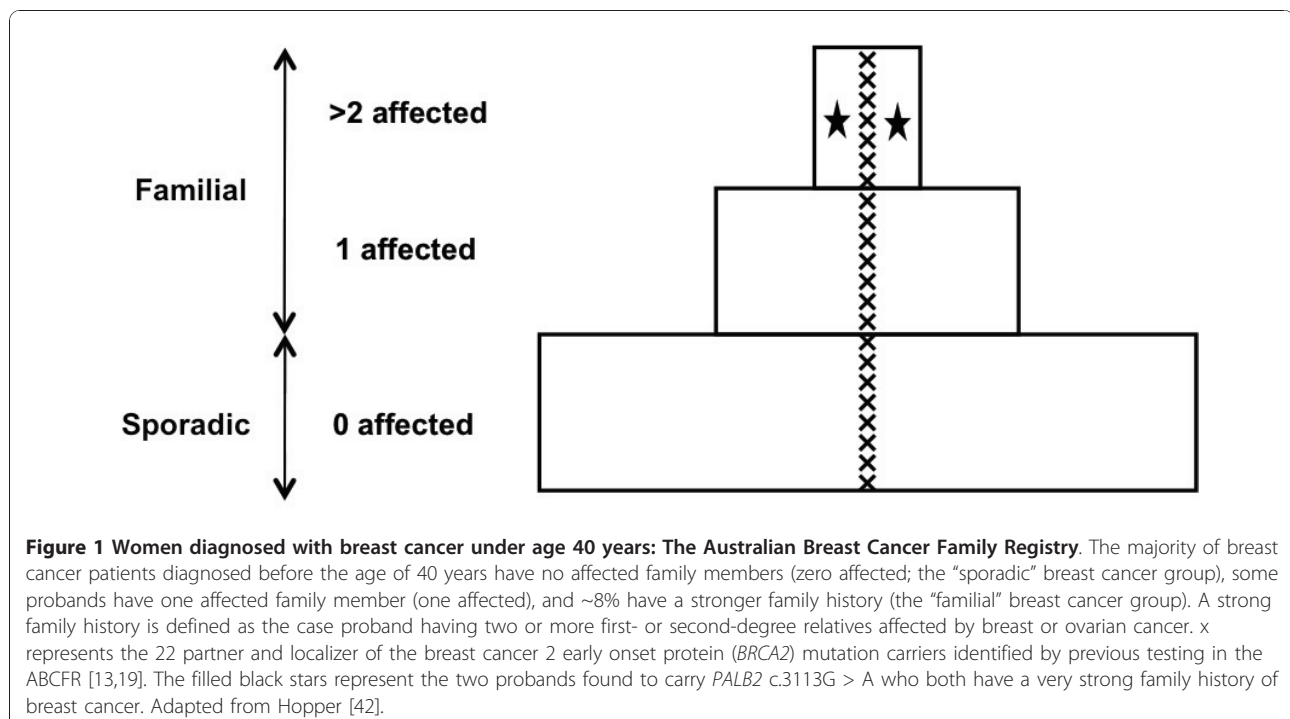 >2 affected
Familial
1 affected
Sporadic
0 affected
Figure 1 Women diagnosed with breast cancer under age 40 years: The Australian Breast Cancer Family Registry. The majority of breast
cancer patients diagnosed before the age of 40 years have no affected family members (zero affected; the “sporadic” breast cancer group), some
probands have one affected family member (one affected), and ~8% have a stronger family history (the “familial” breast cancer group). A strong
family history is defined as the case proband having two or more first- or second-degree relatives affected by breast or ovarian cancer. x
represents the 22 partner and localizer of the breast cancer 2 early onset protein (BRCA2) mutation carriers identified by previous testing in the
ABCFR [13,19]. The filled black stars represent the two probands found to carry PALB2 c.3113G > A who both have a very strong family history of
breast cancer. Adapted from Hopper [42].